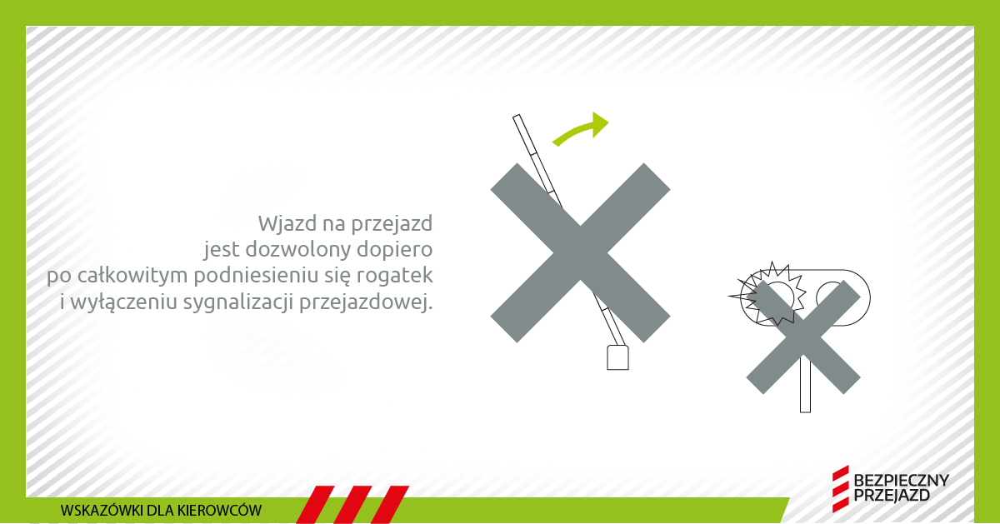 Wjazd na przejazd
jest dozwolony dopiero
po całkowitym podniesieniu się rogatek
i wyłączeniu sygnalizacji przejazdowej.
WSKAZÓWKI DLA KIEROWCÓW
BEZPIECZNY
PRZEJAZD